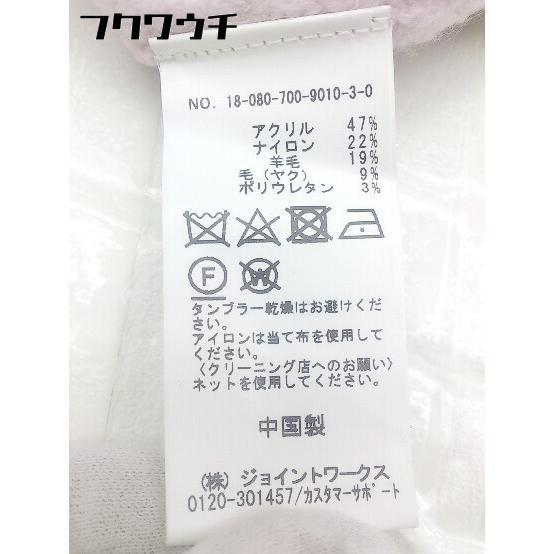 フクワウチ
NO. 18-080-700-9010-3-0
アクリル 47%
ナイロン 22%
羊毛 19%
毛(ヤク) 9%
ポリウレタン 3%
F
W
タンブラー乾燥はお避けくだ
さい。
アイロンは当て布を使用して
ください。
〈クリーニング店へのお願い〉
ネットを使用してください。
中国製
(株) ジョイントワークス
0120-301457/カスタマーサポート